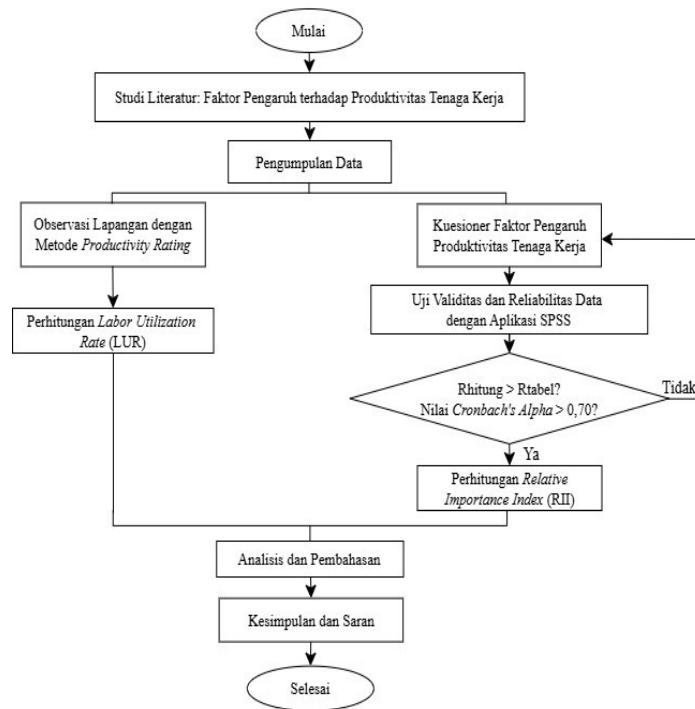 Mulai
Studi Literatur: Faktor Pengaruh terhadap Produktivitas Tenaga Kerja
Pengumpulan Data
Observasi Lapangan dengan
Metode Productivity Rating
Perhitungan Labor Utilization
Rate (LUR)
Kuesioner Faktor Pengaruh
Produktivitas Tenaga Kerja
Uji Validitas dan Reliabilitas Data
dengan Aplikasi SPSS
Rhitung > Rtabel?
Nilai Cronbach's Alpha > 0,70?
Tidak
Ya
Perhitungan Relative
Importance Index (RII)
Analisis dan Pembahasan
Kesimpulan dan Saran
Selesai